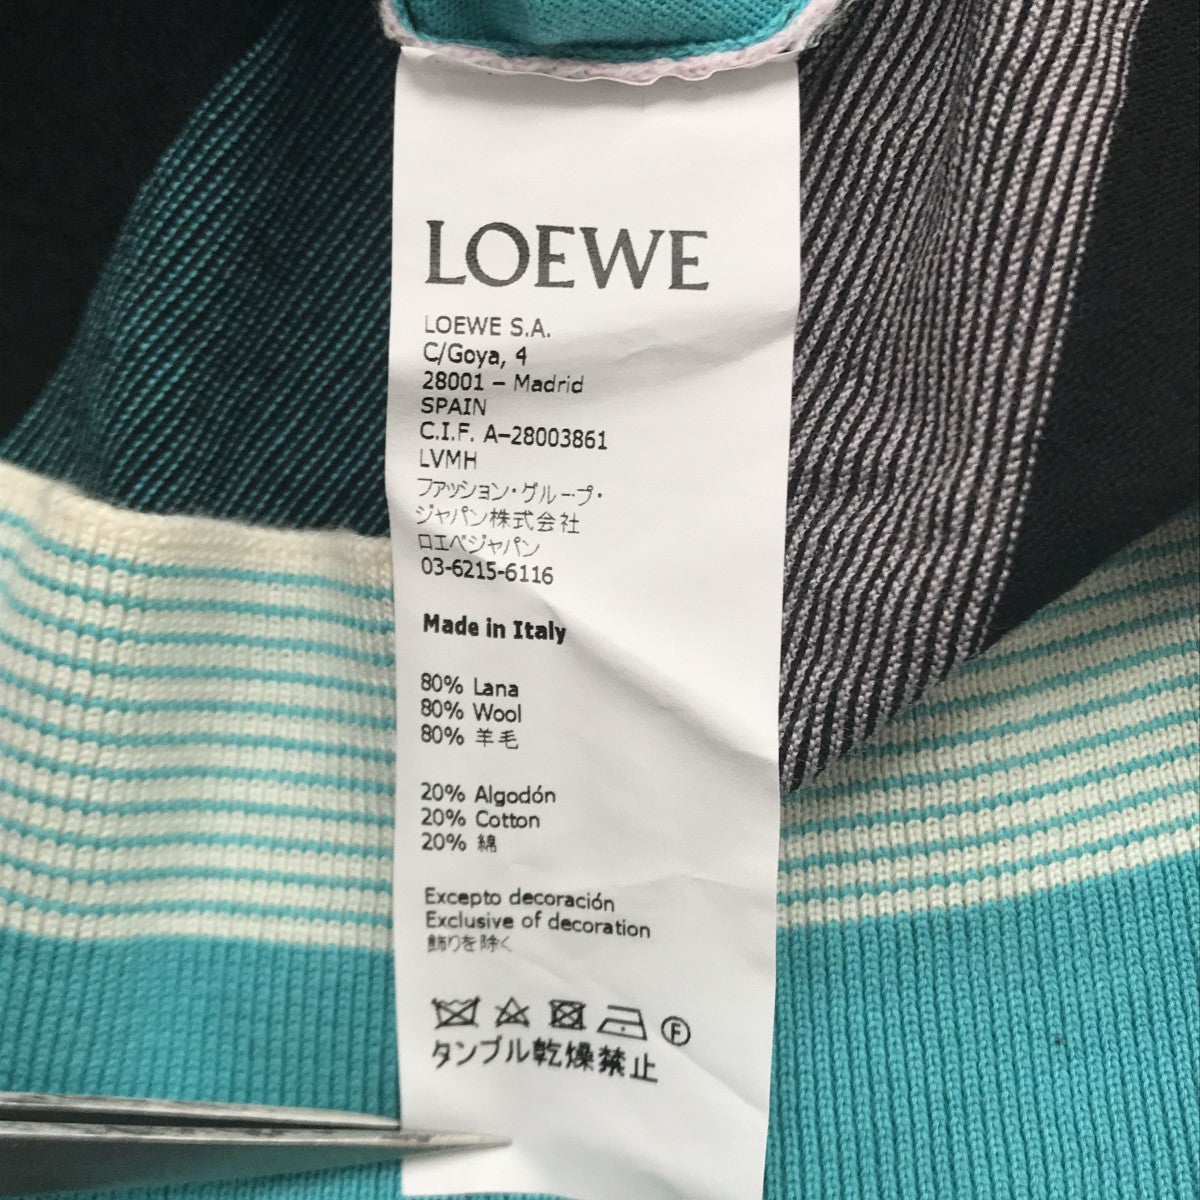 LOEWE
LOEWE S.A.
C/Goya, 4
28001 – Madrid
SPAIN
C.I.F. A–28003861
LVMH
ファッション・グループ・
ジャパン株式会社
ロエベジャパン
03-6215-6116
Made in Italy
80% Lana
80% Wool
80% 羊毛
20% Algodón
20% Cotton
20% 綿
Excepto decoración
Exclusive of decoration
飾りを除く
F
タンブル乾燥禁止